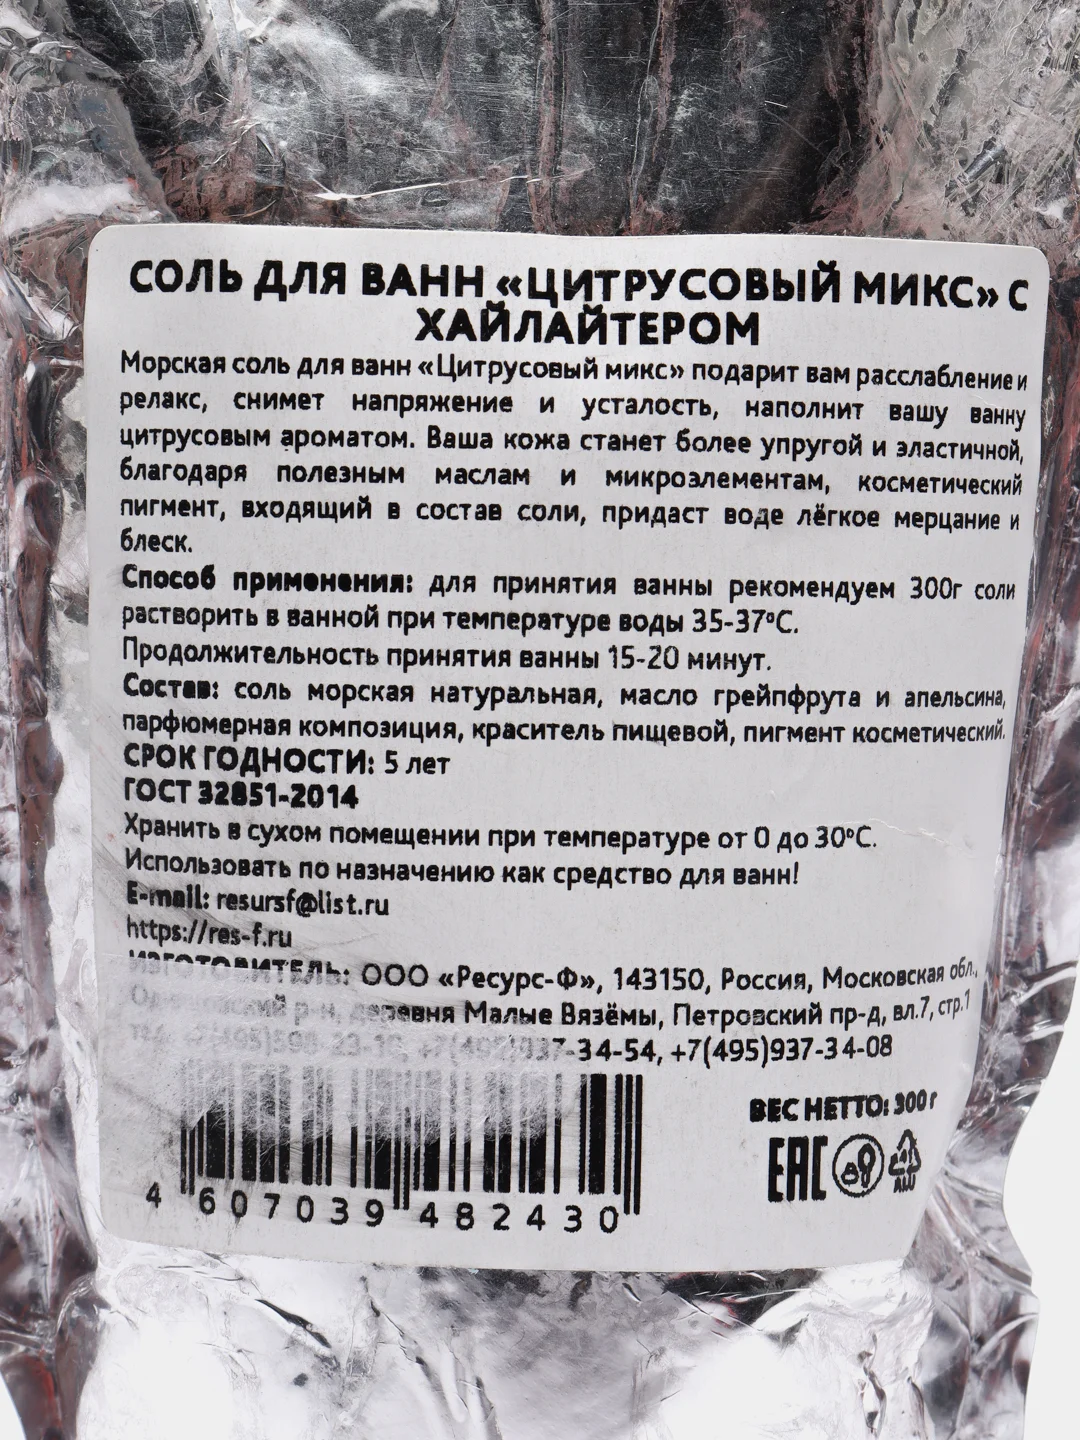 СОЛЬ ДЛЯ ВАНН «ЦИТРУСОВЫЙ МИКС» С
ХАЙЛАЙТЕРОМ
Морская соль для ванн «Цитрусовый микс» подарит вам расслабление и
релакс, снимет напряжение и усталость, наполнит вашу ванну
цитрусовым ароматом. Ваша кожа станет более упругой и эластичной,
благодаря полезным маслам и микроэлементам, косметический
пигмент, входящий в состав соли, придаст воде лёгкое мерцание и
блеск.
Способ применения: для принятия ванны рекомендуем 300г соли
растворить в ванной при температуре воды 35-37°С.
Продолжительность принятия ванны 15-20 минут.
Состав: соль морская натуральная, масло грейпфрута и апельсина,
парфюмерная композиция, краситель пищевой, пигмент косметический.
СРОК ГОДНОСТИ: 5 лет
ГОСТ 32851-2014
Хранить в сухом помещении при температуре от 0 до 30°С.
Использовать по назначению как средство для ванн!
E-mail: resursf@list.ru
https://res-f.ru
ИЗГОТОВИТЕЛЬ: ООО «Ресурс-Ф», 143150, Россия, Московская обл.,
Одинцовский р-н, деревня Малые Вязёмы, Петровский пр-д, вл.7, стр.1
-34-54, +7(495)937-34-08
ВЕС НЕТТО: 300 г
EAC
ALU
4 607039 482430